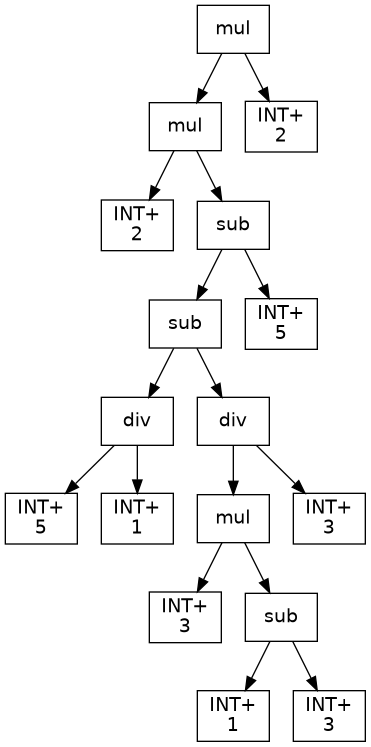 mul
mul
INT+
2
INT+
2
sub
sub
INT+
5
div
div
INT+
5
INT+
1
mul
INT+
3
INT+
3
sub
INT+
1
INT+
3